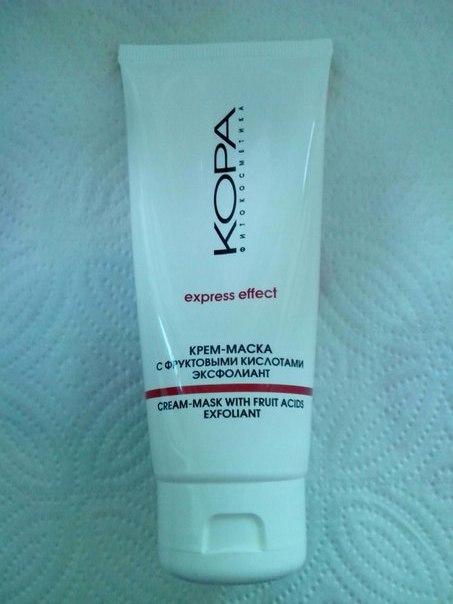 КОРА
ФИТОКОСМЕТИКА
express effect
КРЕМ-МАСКА
С ФРУКТОВЫМИ КИСЛОТАМИ
ЭКСФОЛИАНТ
CREAM-MASK WITH FRUIT ACIDS
EXFOLIANT